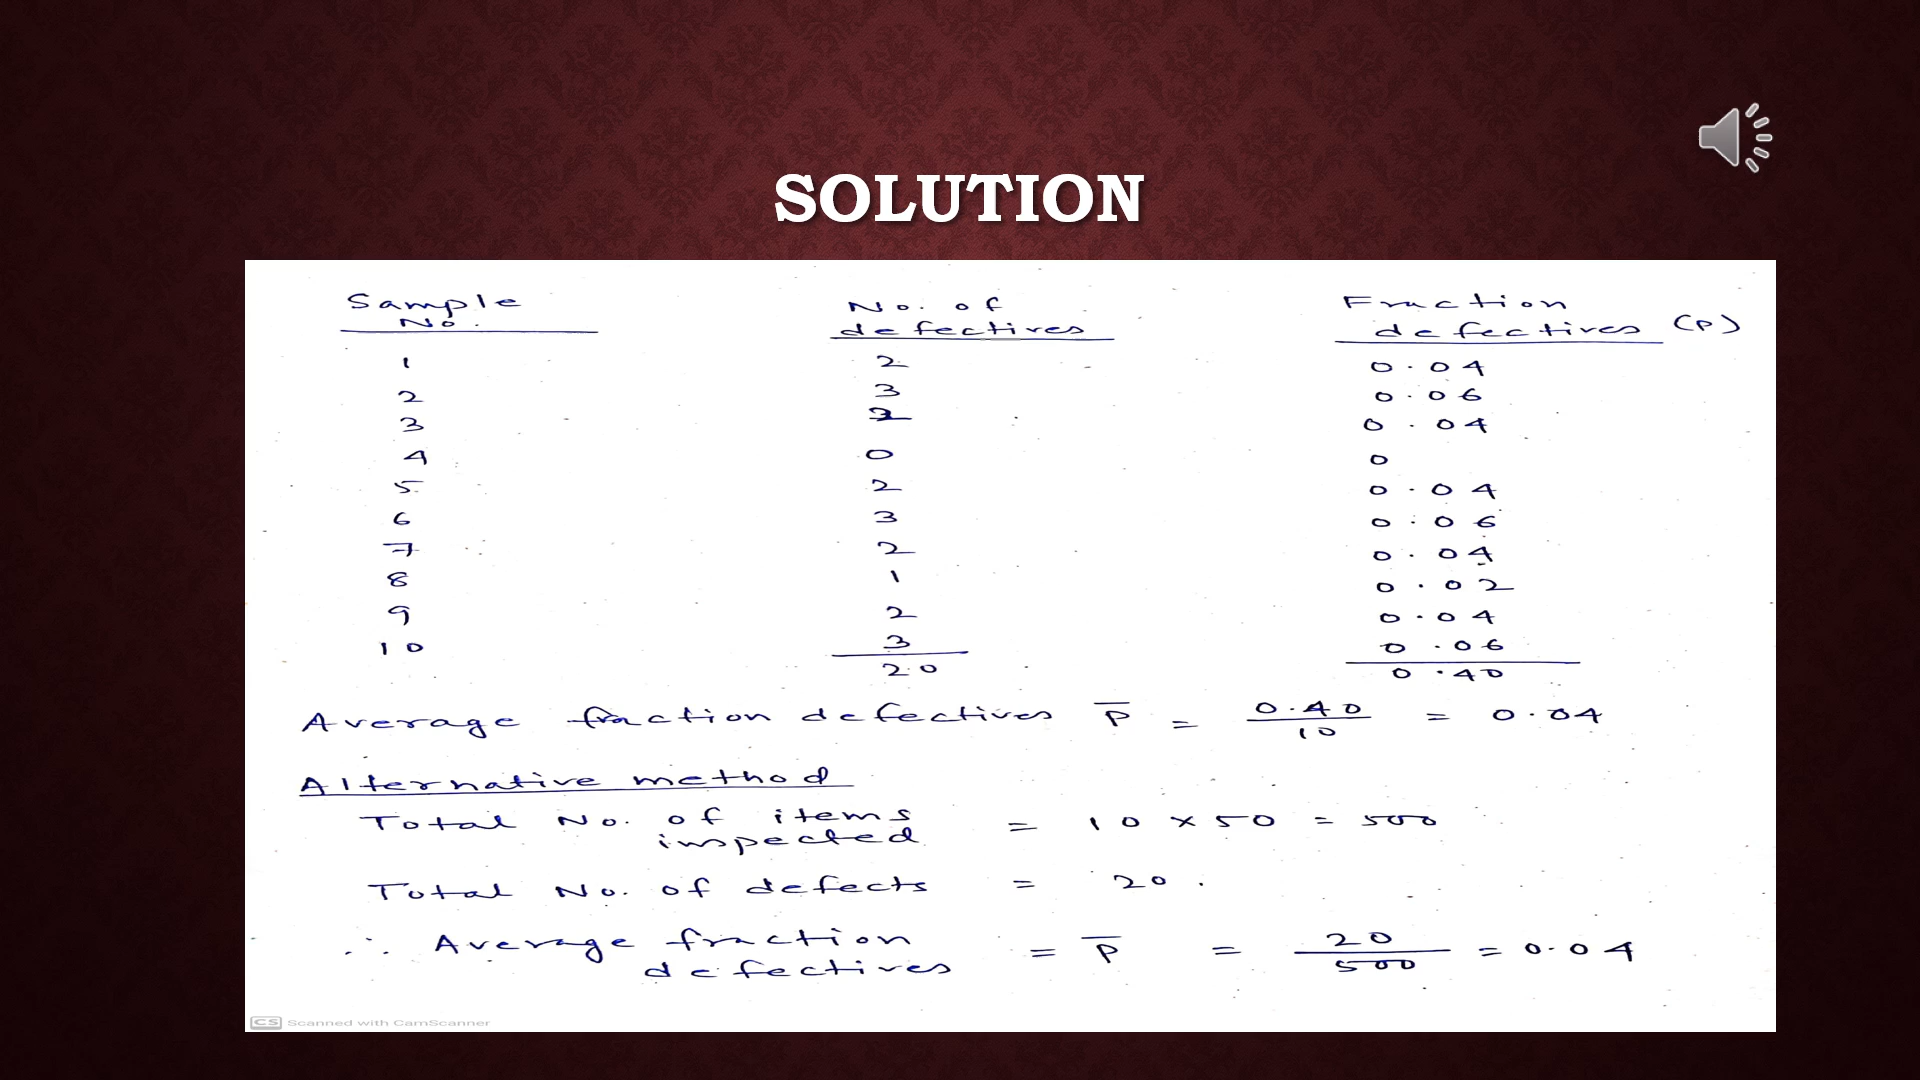 SOLUTION
Sample No. of Fraction
No. defectives defectives (P)
1 2 0.04
2 3 0.06
3 2 0.04
4 0 0
5 2 0.04
6 3 0.06
7 2 0.04
8 1 0.02
9 2 0.04
10 3 0.06
20 0.40
Average fraction defectives P̅ = 0.40/10 = 0.04
Alternative method
Total No. of items
inspected = 10 × 50 = 500
Total No. of defects = 20.
∴ Average fraction
defectives = P̅ = 20/500 = 0.04
CS Scanned with CamScanner